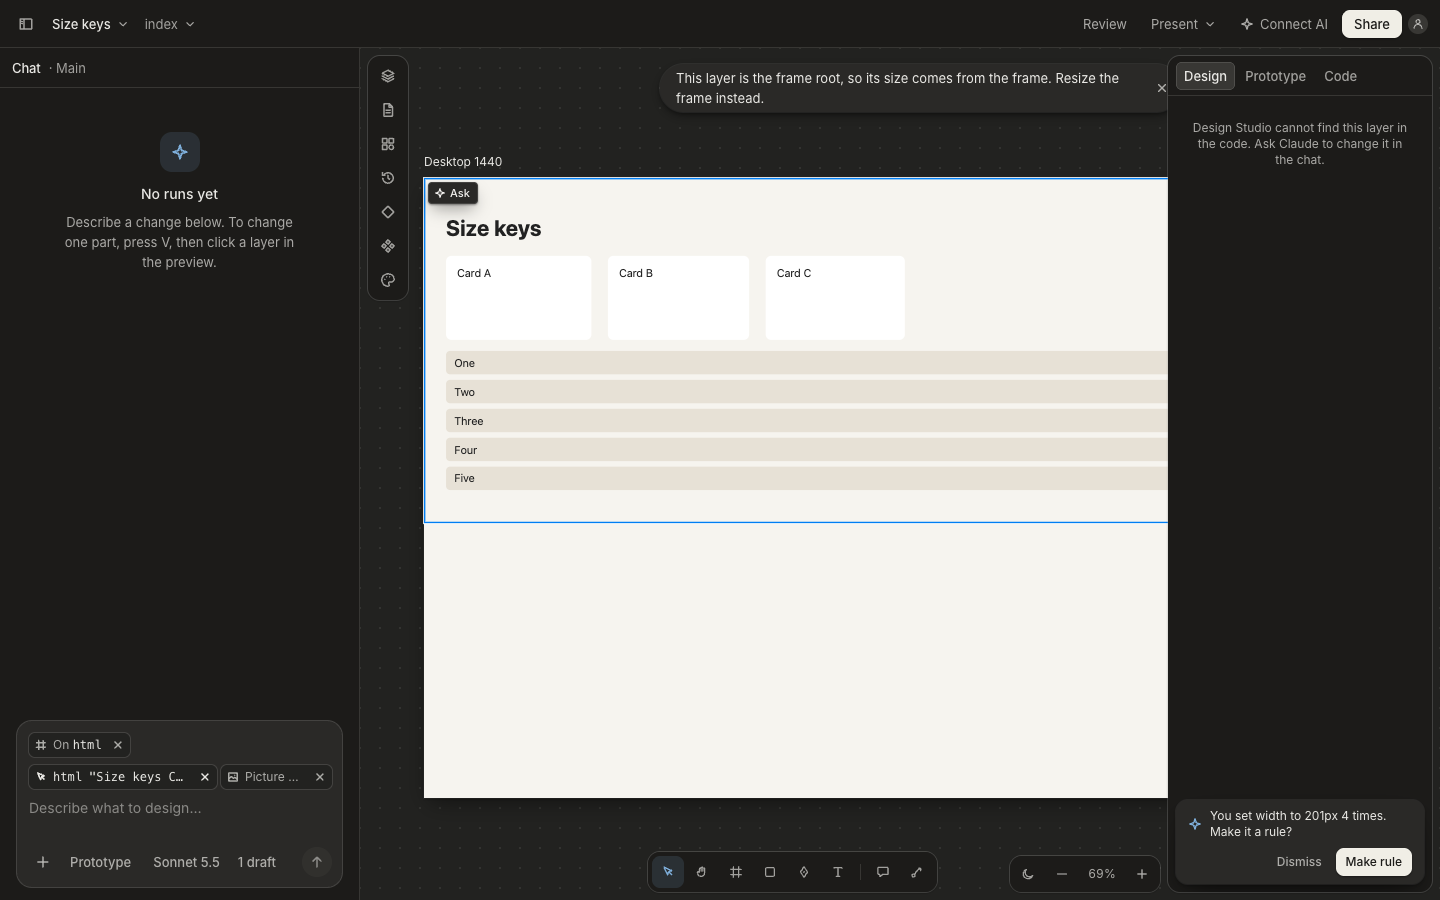 Size keys
index
Review
Present
Connect AI
Share
Chat · Main
No runs yet
Describe a change below. To change
one part, press V, then click a layer in
the preview.
This layer is the frame root, so its size comes from the frame. Resize the
frame instead.
Desktop 1440
Ask
Size keys
Card A
Card B
Card C
One
Two
Three
Four
Five
Design
Prototype
Code
Design Studio cannot find this layer in
the code. Ask Claude to change it in
the chat.
On html
html "Size keys C…
Picture …
Describe what to design…
Prototype
Sonnet 5.5
1 draft
T
69%
You set width to 201px 4 times.
Make it a rule?
Dismiss
Make rule